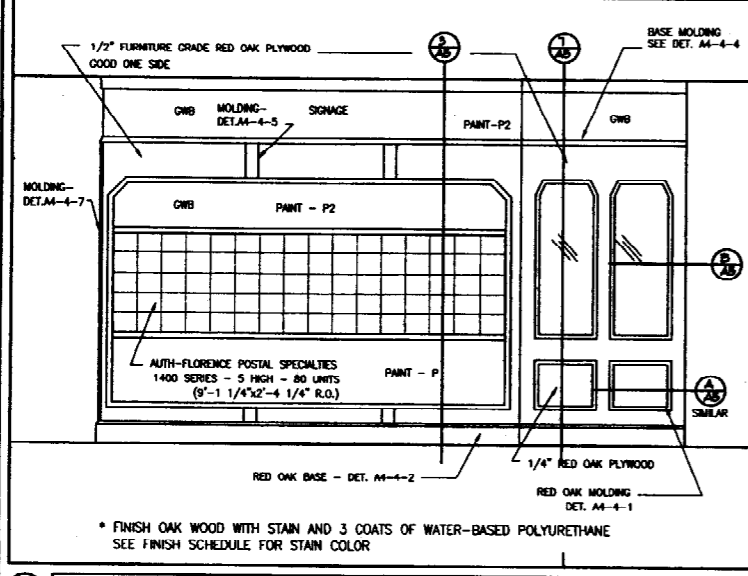 1/2" FURNITURE GRADE RED OAK PLYWOOD
GOOD ONE SIDE
3
A5
7
A5
BASE MOLDING
SEE DET. A4-4-4
GWB
MOLDING-
DET.A4-4-5
SIGNAGE
PAINT-P2
GWB
MOLDING-
DET.A4-4-7
GWB
PAINT - P2
B
A5
AUTH-FLORENCE POSTAL SPECIALTIES
1400 SERIES - 5 HIGH - 80 UNITS
(9'-1 1/4"x2'-4 1/4" R.O.)
PAINT - P
A
A5
SIMILAR
1/4" RED OAK PLYWOOD
RED OAK BASE - DET. A4-4-2
RED OAK MOLDING
DET. A4-4-1
* FINISH OAK WOOD WITH STAIN AND 3 COATS OF WATER-BASED POLYURETHANE
SEE FINISH SCHEDULE FOR STAIN COLOR